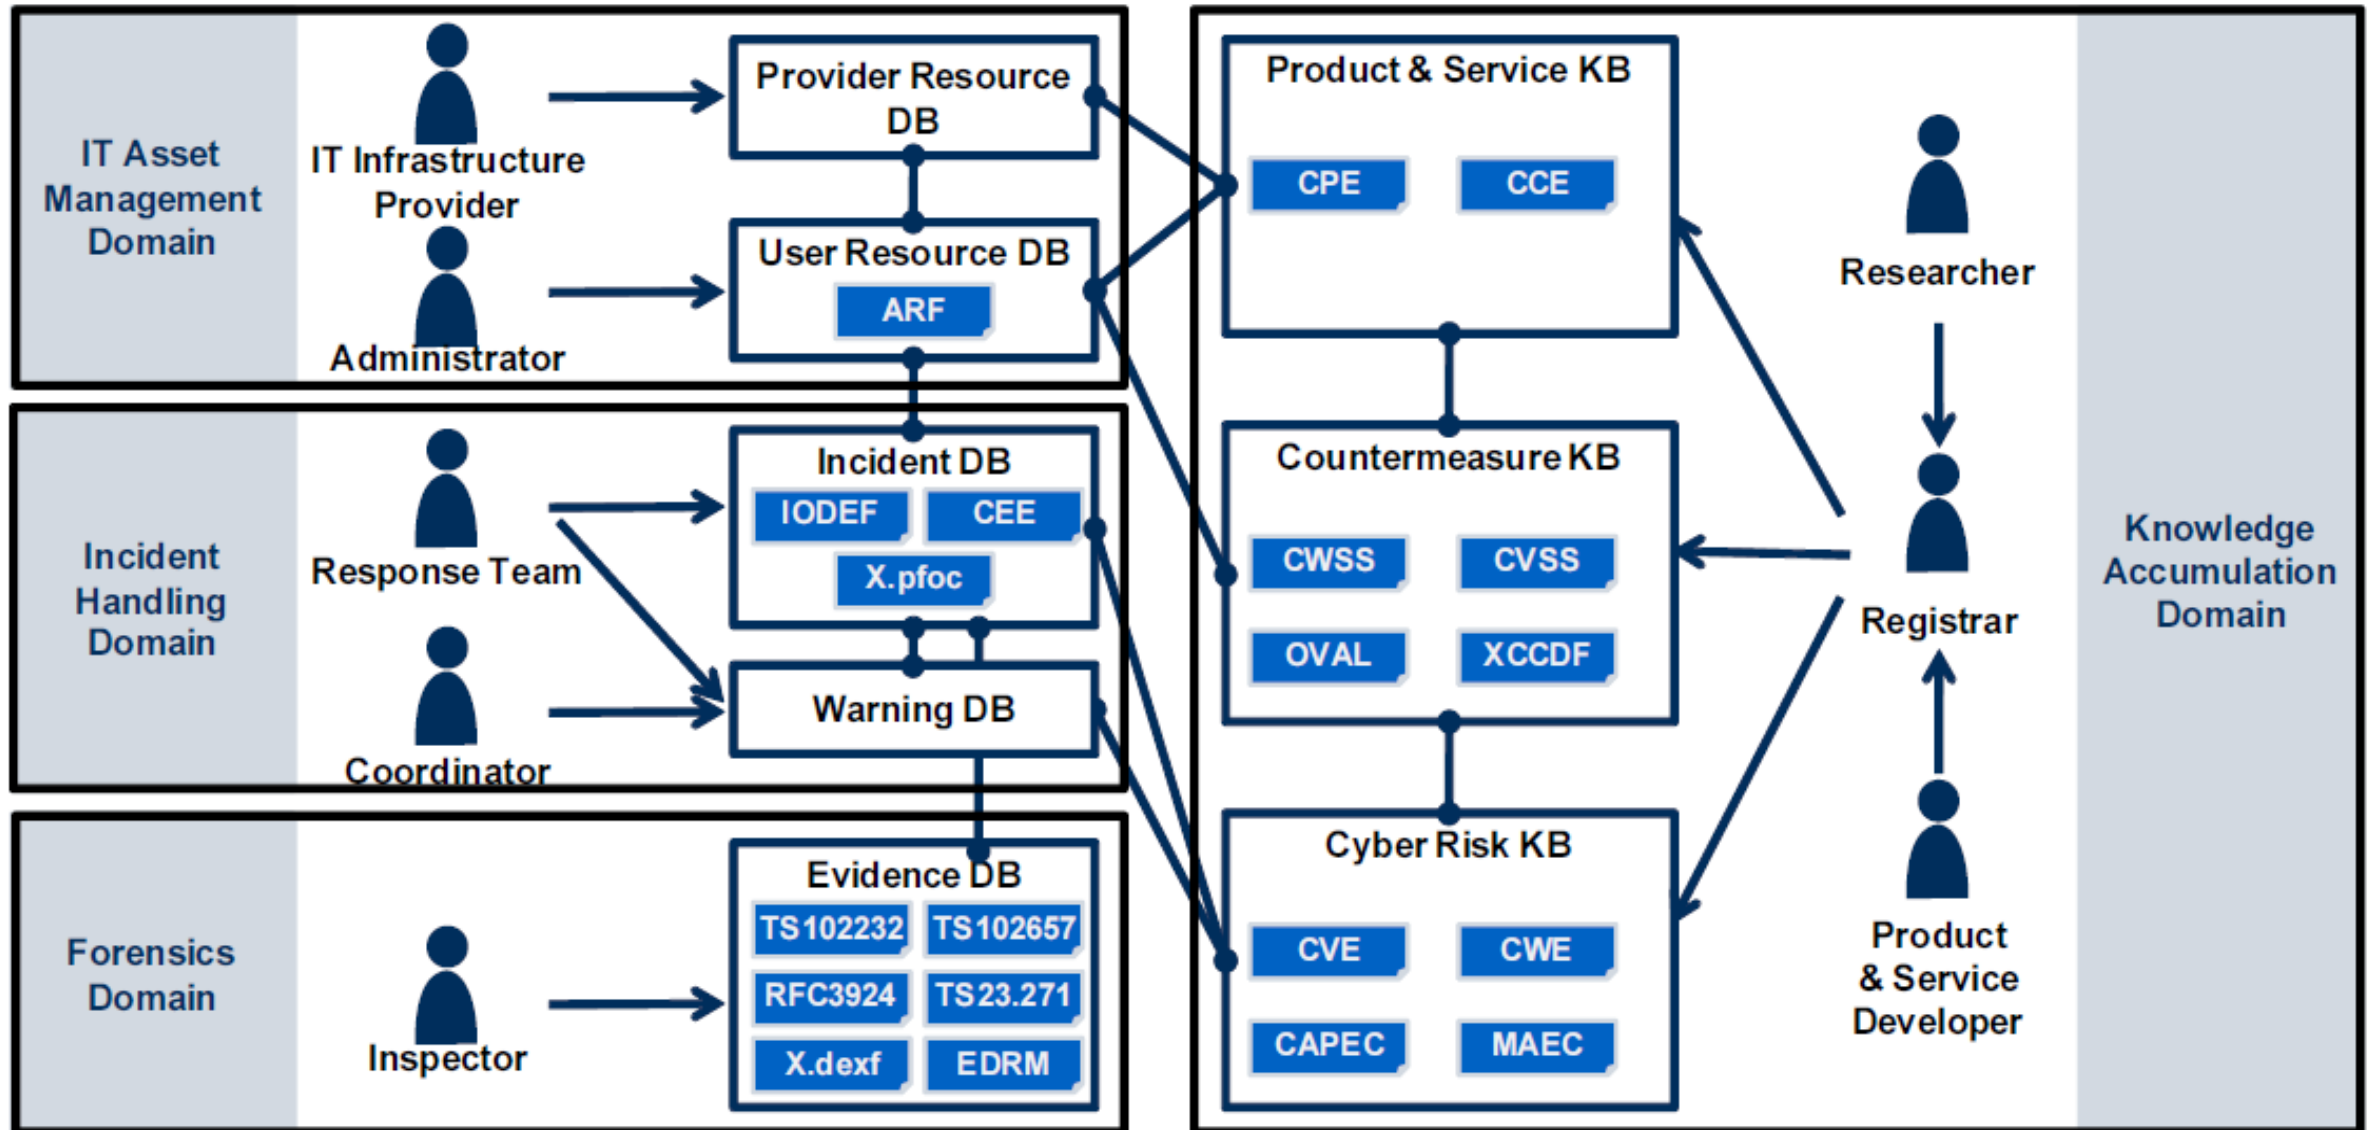 IT Asset
Management
Domain
IT Infrastructure
Provider
Administrator
Provider Resource
DB
User Resource DB
ARF
Incident
Handling
Domain
Response Team
Coordinator
Incident DB
IODEF
CEE
X.pfoc
Warning DB
Forensics
Domain
Inspector
Evidence DB
TS102232
TS102657
RFC3924
TS23.271
X.dexf
EDRM
Product & Service KB
CPE
CCE
Countermeasure KB
CWSS
CVSS
OVAL
XCCDF
Cyber Risk KB
CVE
CWE
CAPEC
MAEC
Researcher
Registrar
Product
& Service
Developer
Knowledge
Accumulation
Domain